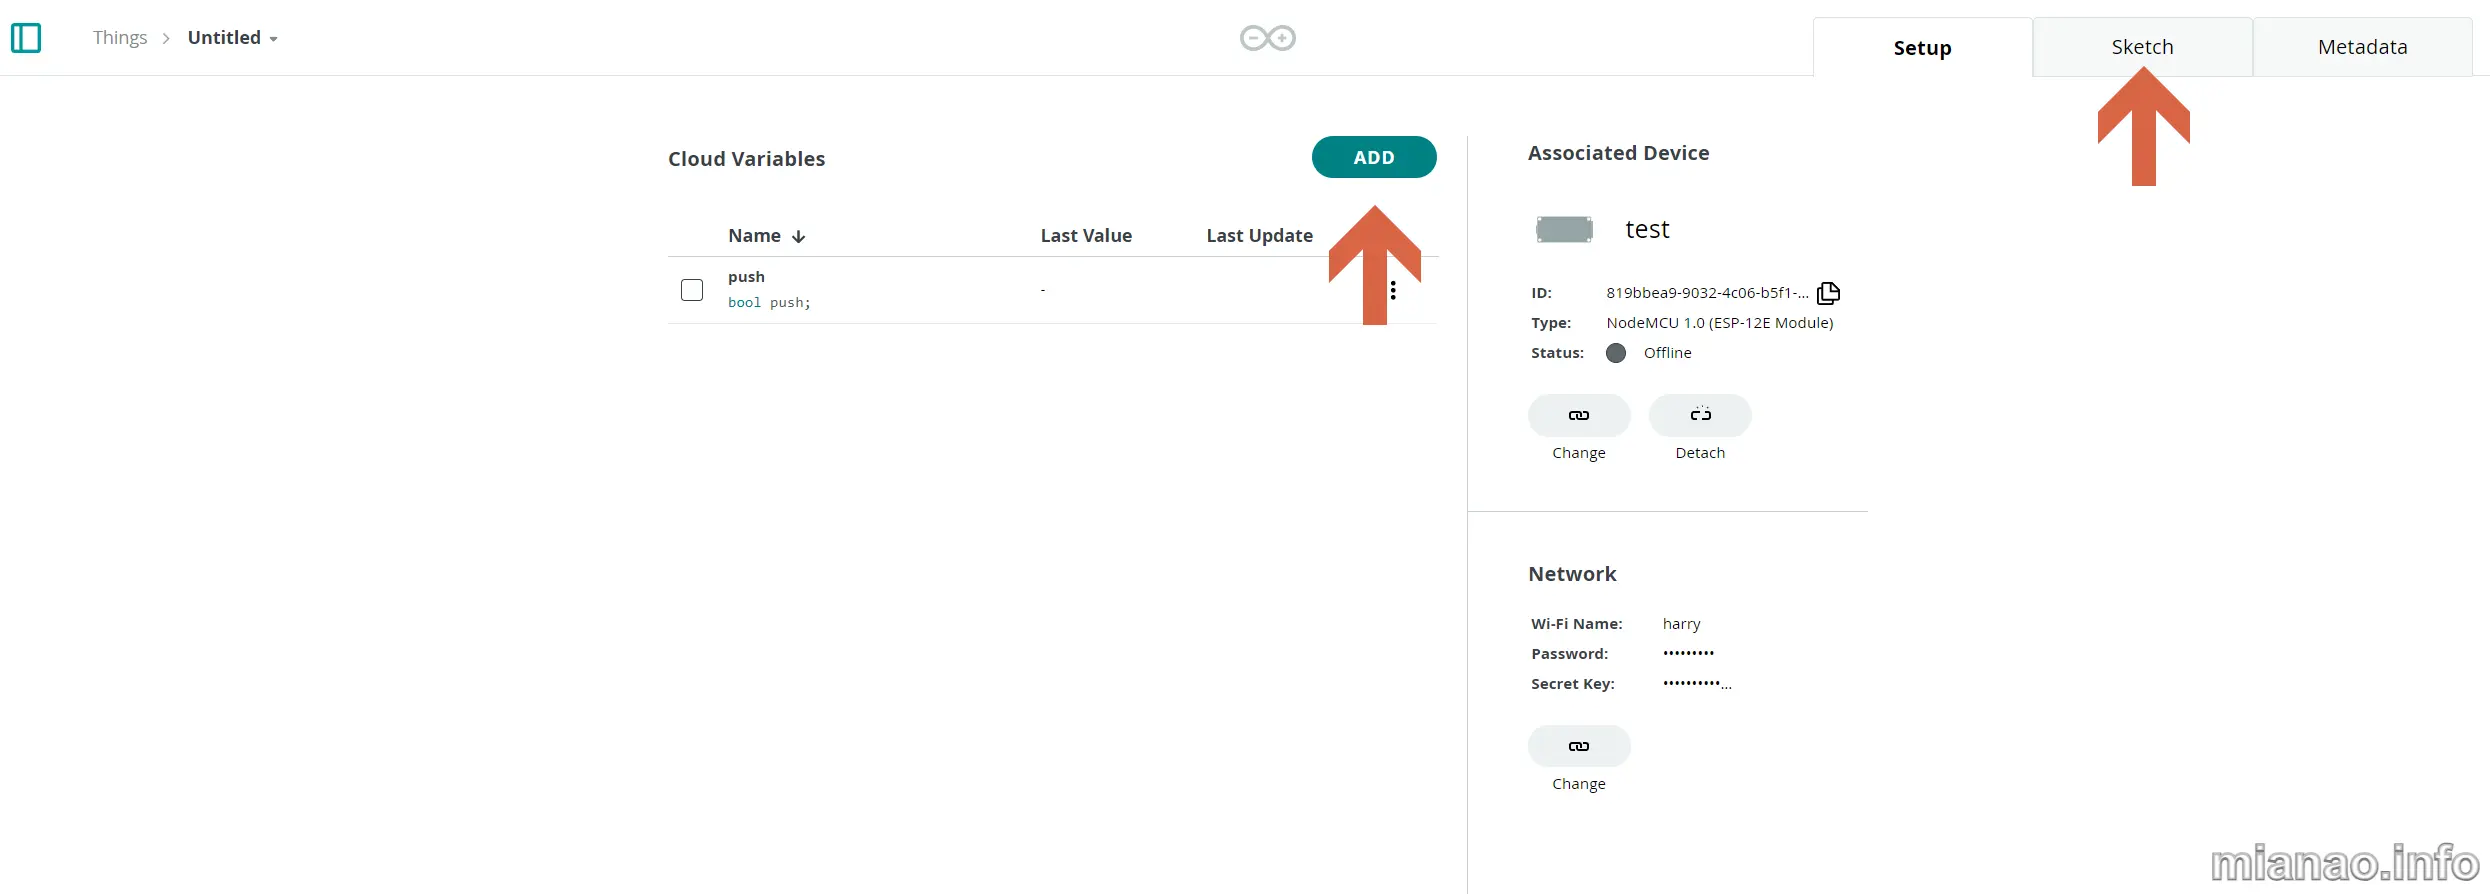 Things > Untitled
Setup
Sketch
Metadata
Cloud Variables
ADD
Name ↓ Last Value Last Update
push
bool push;
-
Associated Device
test
ID: 819bbea9-9032-4c06-b5f1-...
Type: NodeMCU 1.0 (ESP-12E Module)
Status: Offline
Change Detach
Network
Wi-Fi Name: harry
Password: •••••••••
Secret Key: ••••••••••...
Change
mianao.info